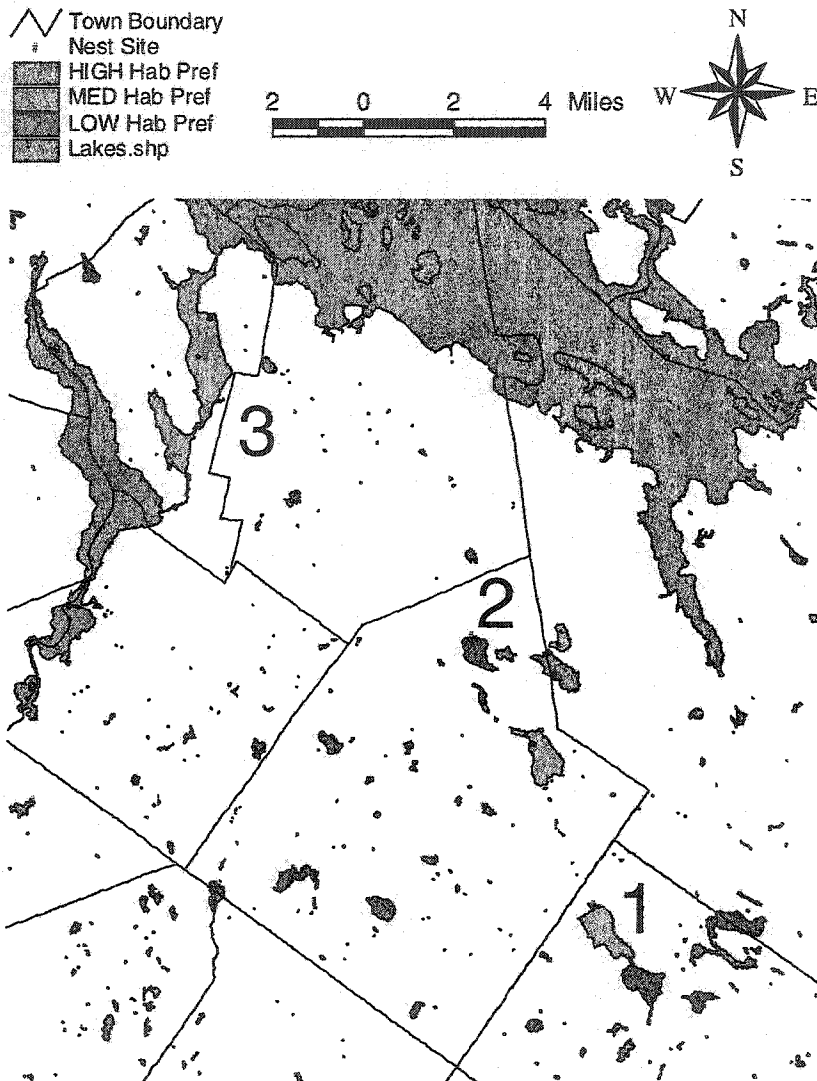 Town Boundary
Nest Site
HIGH Hab Pref
MED Hab Pref
LOW Hab Pref
Lakes.shp
2 0 2 4 Miles
N
W E
S
3
2
1